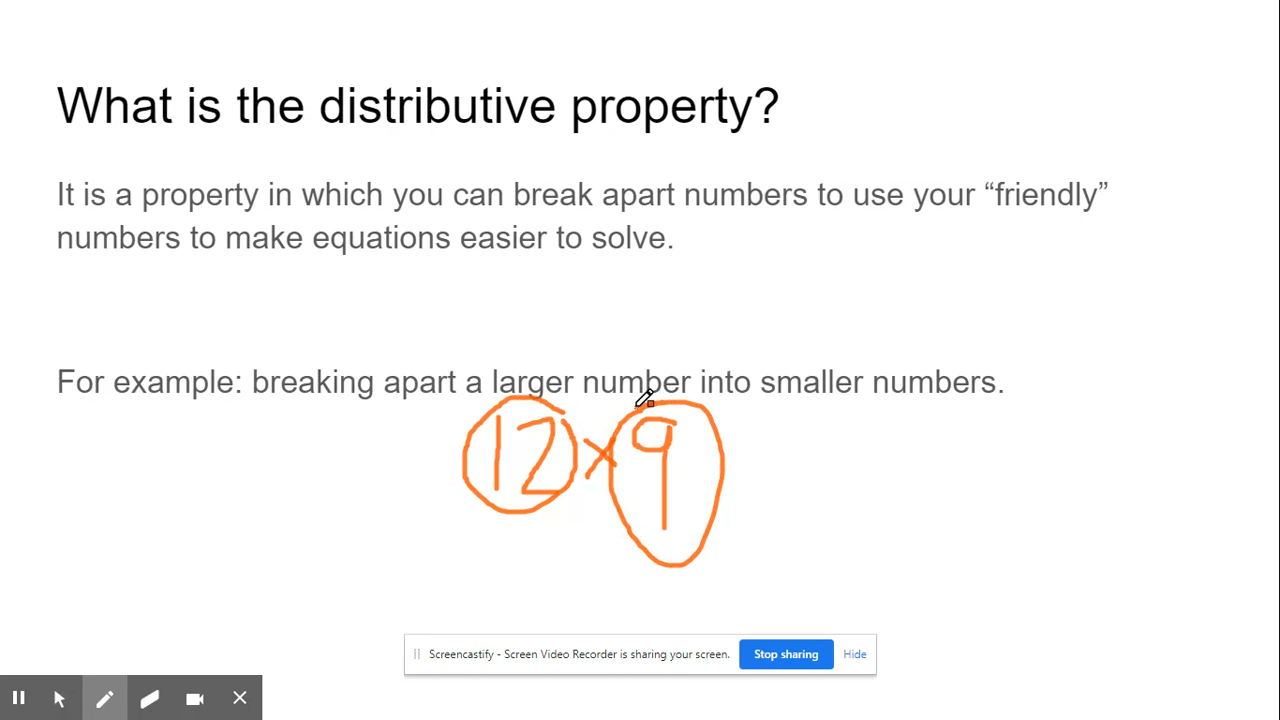 What is the distributive property?
It is a property in which you can break apart numbers to use your “friendly”
numbers to make equations easier to solve.
For example: breaking apart a larger number into smaller numbers.
12 x 9
Screencastify - Screen Video Recorder is sharing your screen. Stop sharing Hide